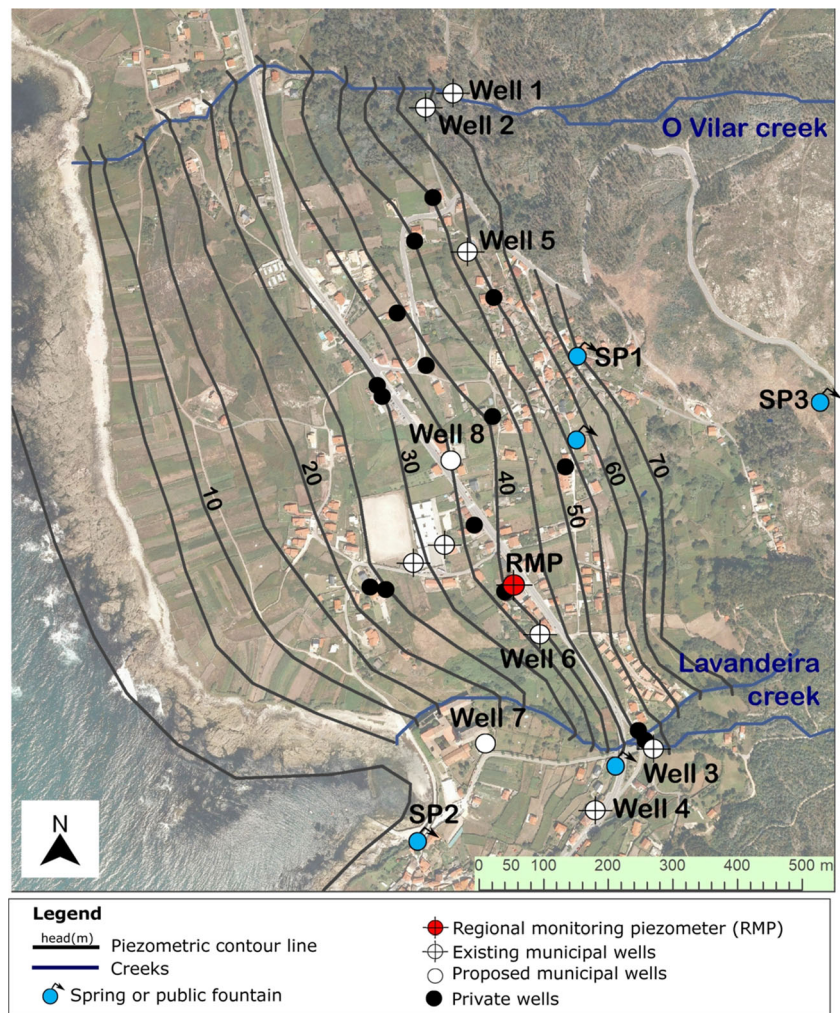 Well 1
Well 2
O Vilar creek
Well 5
SP1
SP3
Well 8
10
20
30
40
50
60
70
RMP
Well 6
Lavandeira
creek
Well 7
Well 3
Well 4
SP2
N
0 50 100 200 300 400 500 m
Legend
head(m)
Piezometric contour line
Creeks
Spring or public fountain
Regional monitoring piezometer (RMP)
Existing municipal wells
Proposed municipal wells
Private wells